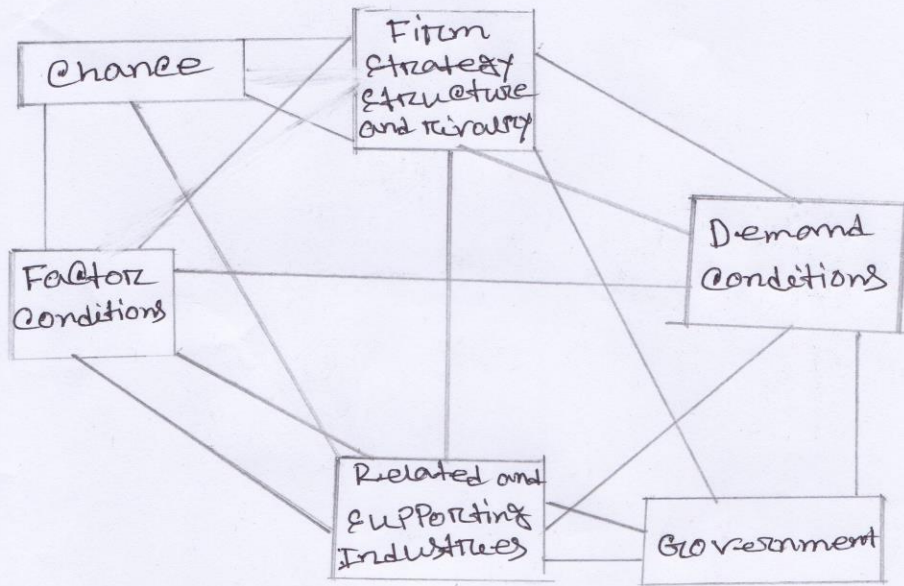 Chance
Firm
Strategy
Structure
and rivalry
Factor
Conditions
Demand
Conditions
Related and
Supporting
Industries
Government